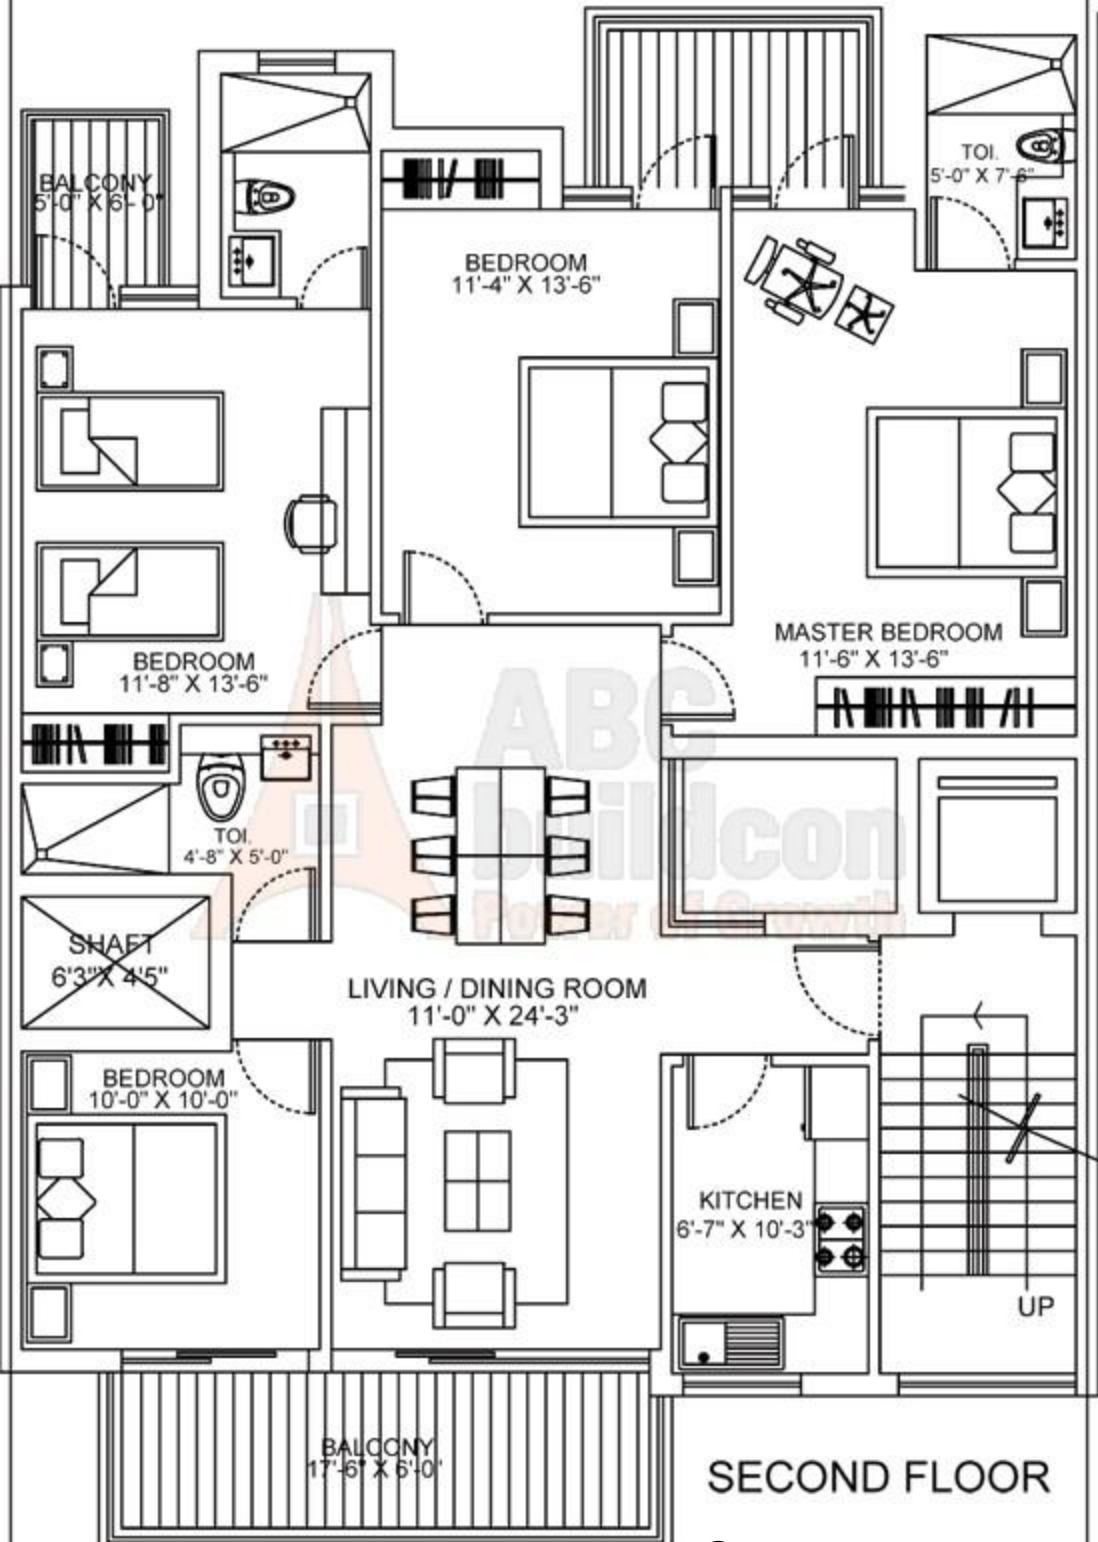 TOI.
5'-0" X 7'-6"
BALCONY
5'-0" X 6'- 0"
BEDROOM
11'-4" X 13'-6"
MASTER BEDROOM
11'-6" X 13'-6"
BEDROOM
11'-8" X 13'-6"
ABC
buildcon
Power of Growth
TOI.
4'-8" X 5'-0"
SHAFT
6'3"X 4'5"
LIVING / DINING ROOM
11'-0" X 24'-3"
BEDROOM
10'-0" X 10'-0"
KITCHEN
6'-7" X 10'-3"
UP
BALCONY
17'-6" X 6'-0"
SECOND FLOOR